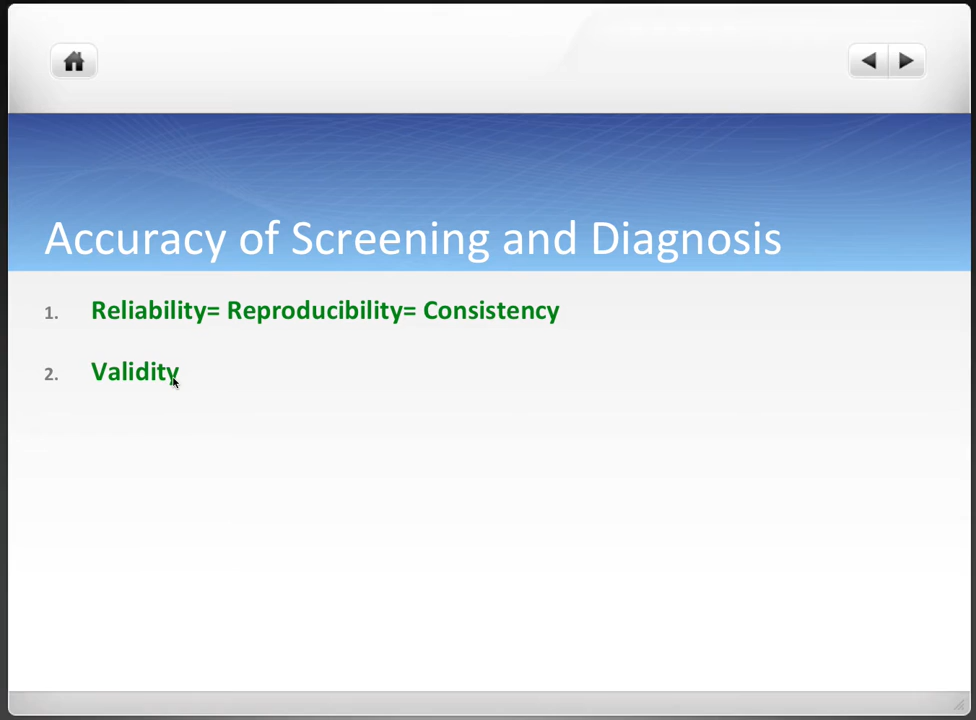 Accuracy of Screening and Diagnosis
1. Reliability= Reproducibility= Consistency
2. Validity